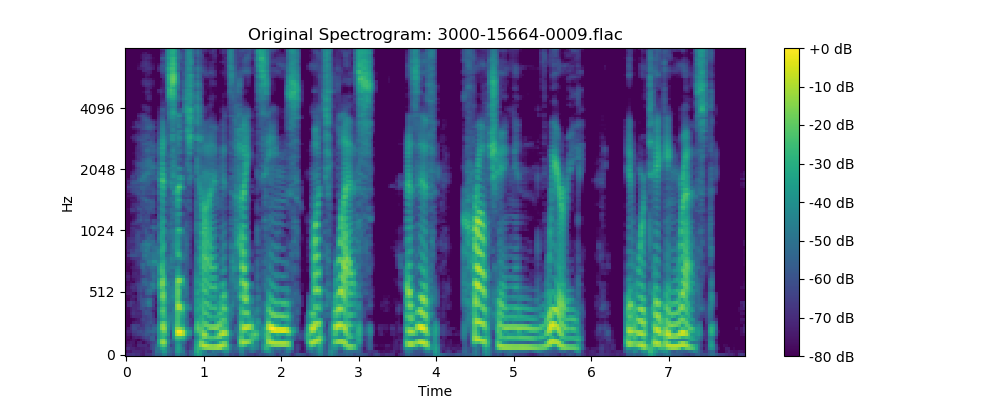 Original Spectrogram: 3000-15664-0009.flac
Hz
4096
2048
1024
512
0
0 1 2 3 4 5 6 7
Time
+0 dB
-10 dB
-20 dB
-30 dB
-40 dB
-50 dB
-60 dB
-70 dB
-80 dB